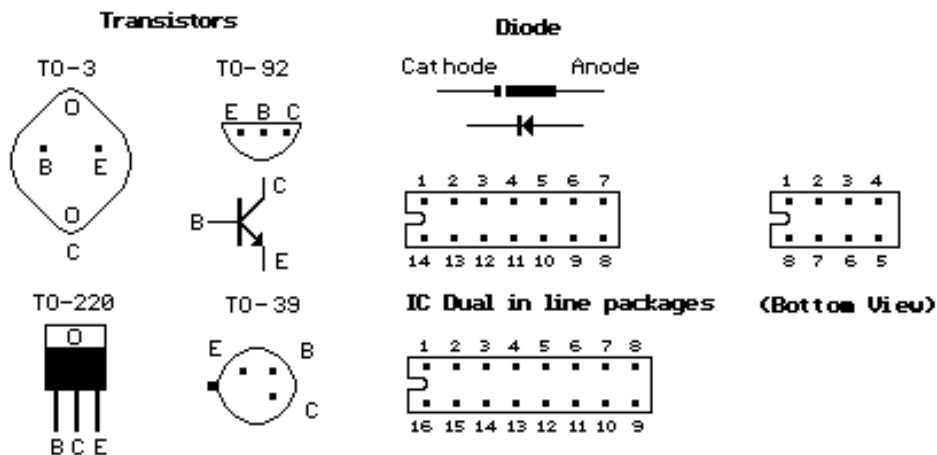 Transistors
Diode
TO-3
TO-92
Cathode Anode
O
E B C
B E
O
C
C
B
E
1 2 3 4 5 6 7
14 13 12 11 10 9 8
1 2 3 4
8 7 6 5
TO-220
TO-39
IC Dual in line packages
(Bottom View)
O
B C E
E
B
C
1 2 3 4 5 6 7 8
16 15 14 13 12 11 10 9